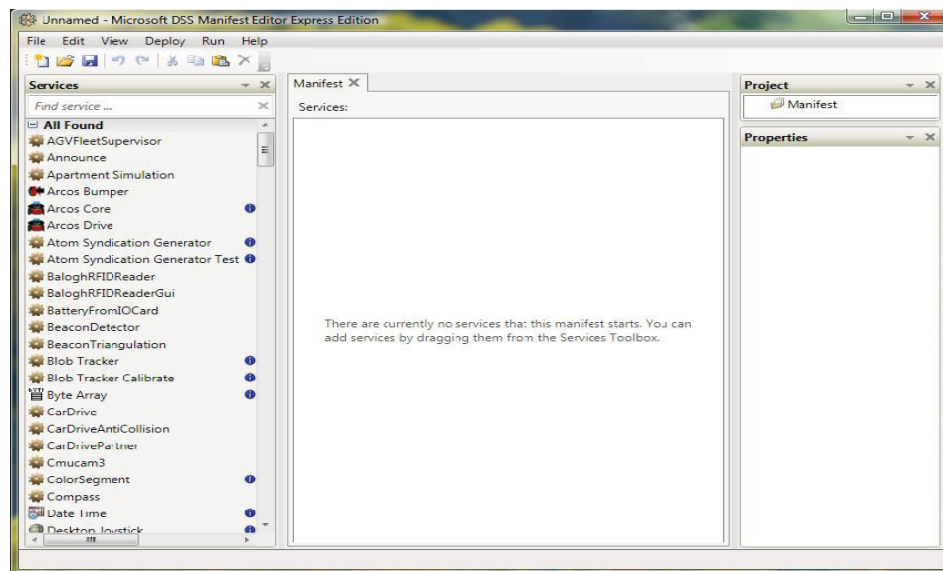 Unnamed - Microsoft DSS Manifest Editor Express Edition
File Edit View Deploy Run Help
Services
Find service ...
All Found
AGVFleetSupervisor
Announce
Apartment Simulation
Arcos Bumper
Arcos Core
Arcos Drive
Atom Syndication Generator
Atom Syndication Generator Test
BaloghRFIDReader
BaloghRFIDReaderGui
BatteryFromIOCard
BeaconDetector
BeaconTriangulation
Blob Tracker
Blob Tracker Calibrate
Byte Array
CarDrive
CarDriveAntiCollision
CarDrivePartner
Cmucam3
ColorSegment
Compass
Date Time
Desktop Joystick
Manifest
Services:
There are currently no services that this manifest starts. You can
add services by dragging them from the Services Toolbox.
Project
Manifest
Properties